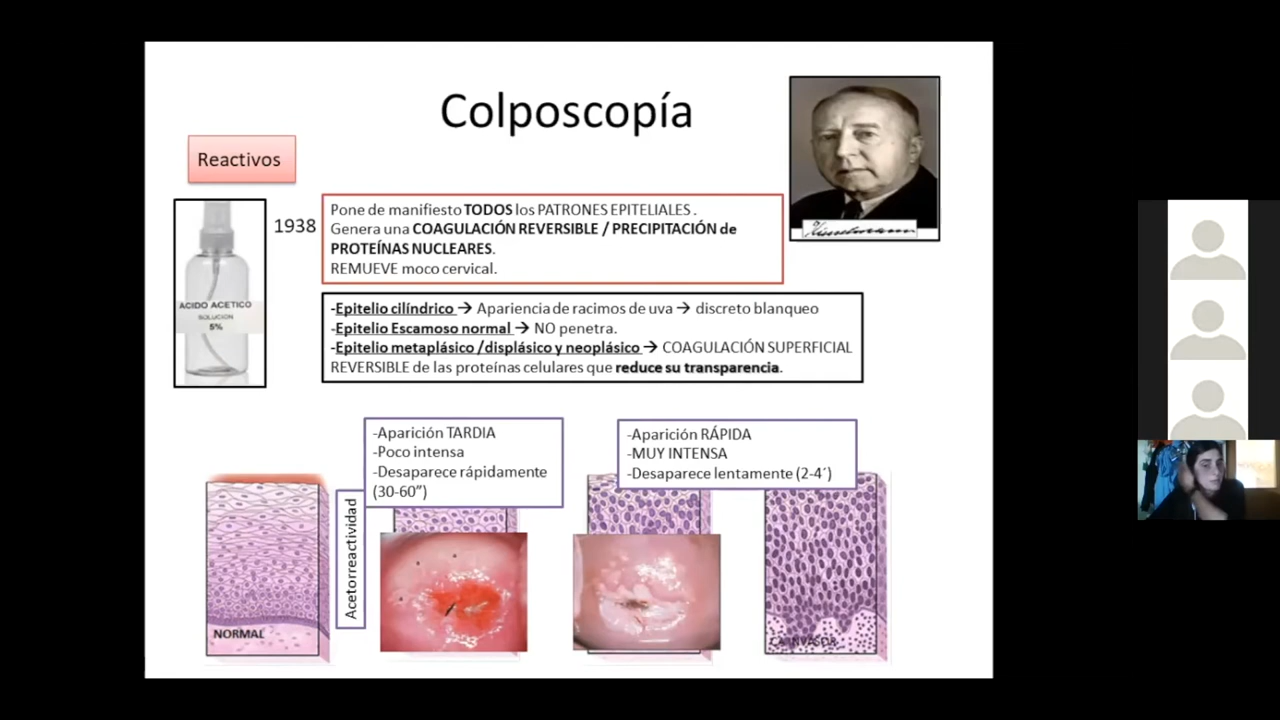 Colposcopía
Reactivos
ACIDO ACETICO
SOLUCION
5%
1938
Pone de manifiesto TODOS los PATRONES EPITELIALES .
Genera una COAGULACIÓN REVERSIBLE / PRECIPITACIÓN de
PROTEÍNAS NUCLEARES.
REMUEVE moco cervical.
-Epitelio cilíndrico → Apariencia de racimos de uva → discreto blanqueo
-Epitelio Escamoso normal → NO penetra.
-Epitelio metaplásico /displásico y neoplásico → COAGULACIÓN SUPERFICIAL
REVERSIBLE de las proteínas celulares que reduce su transparencia.
-Aparición TARDIA
-Poco intensa
-Desaparece rápidamente
(30-60”)
-Aparición RÁPIDA
-MUY INTENSA
-Desaparece lentamente (2-4´)
Acetorreactividad
NORMAL
CA INVASOR